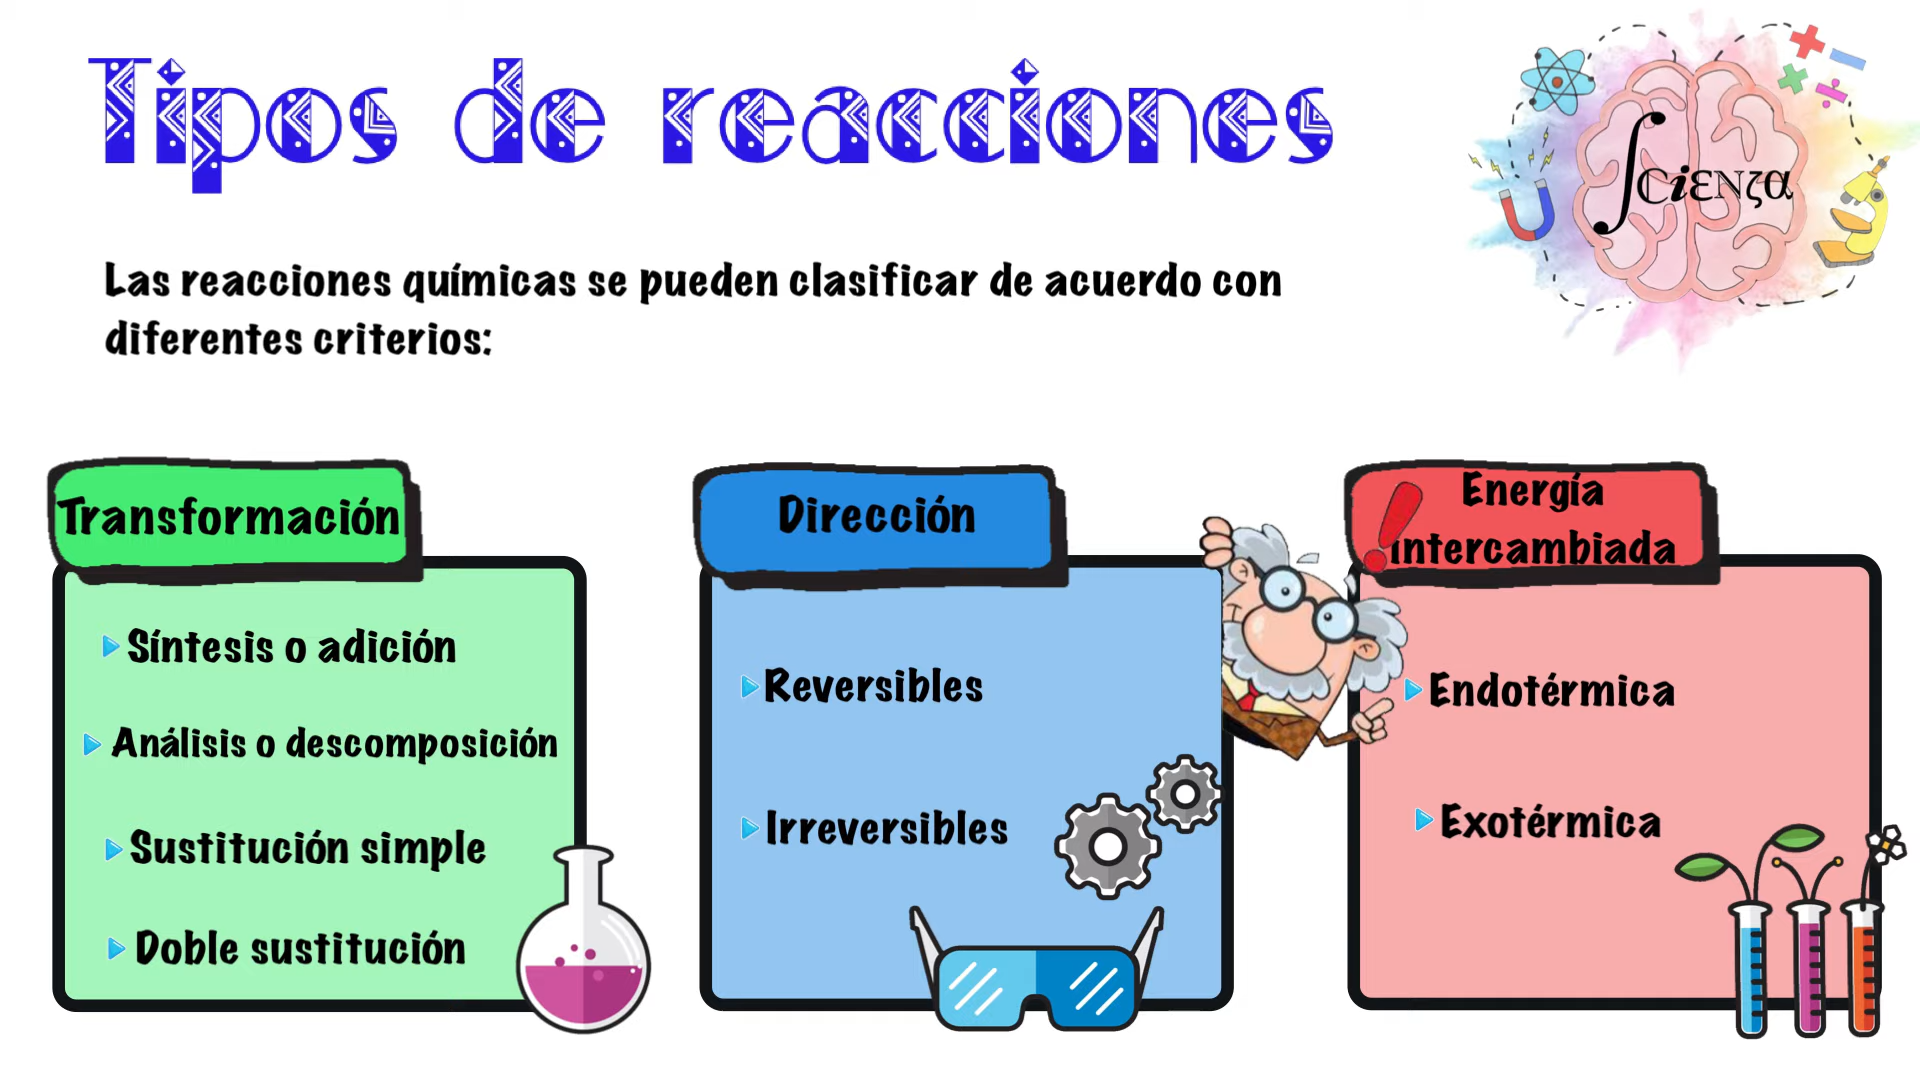 Tipos de reacciones
∫CiENζα
Las reacciones químicas se pueden clasificar de acuerdo con
diferentes criterios:
Transformación
Síntesis o adición
Análisis o descomposición
Sustitución simple
Doble sustitución
Dirección
Reversibles
Irreversibles
Energía
intercambiada
Endotérmica
Exotérmica